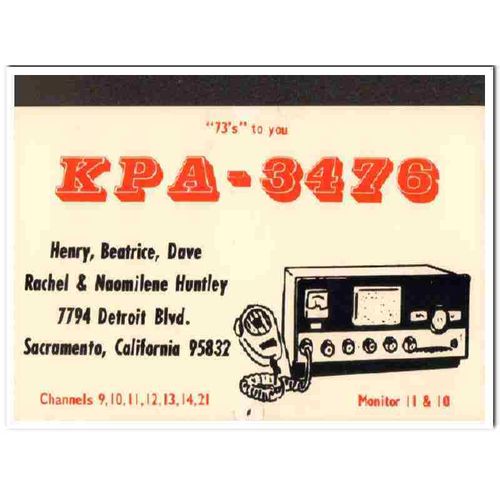 "73's" to you
KPA-3476
Henry, Beatrice, Dave
Rachel & Naomilene Huntley
7794 Detroit Blvd.
Sacramento, California 95832
Channels 9,10,11,12,13,14,21
Monitor 11 & 10